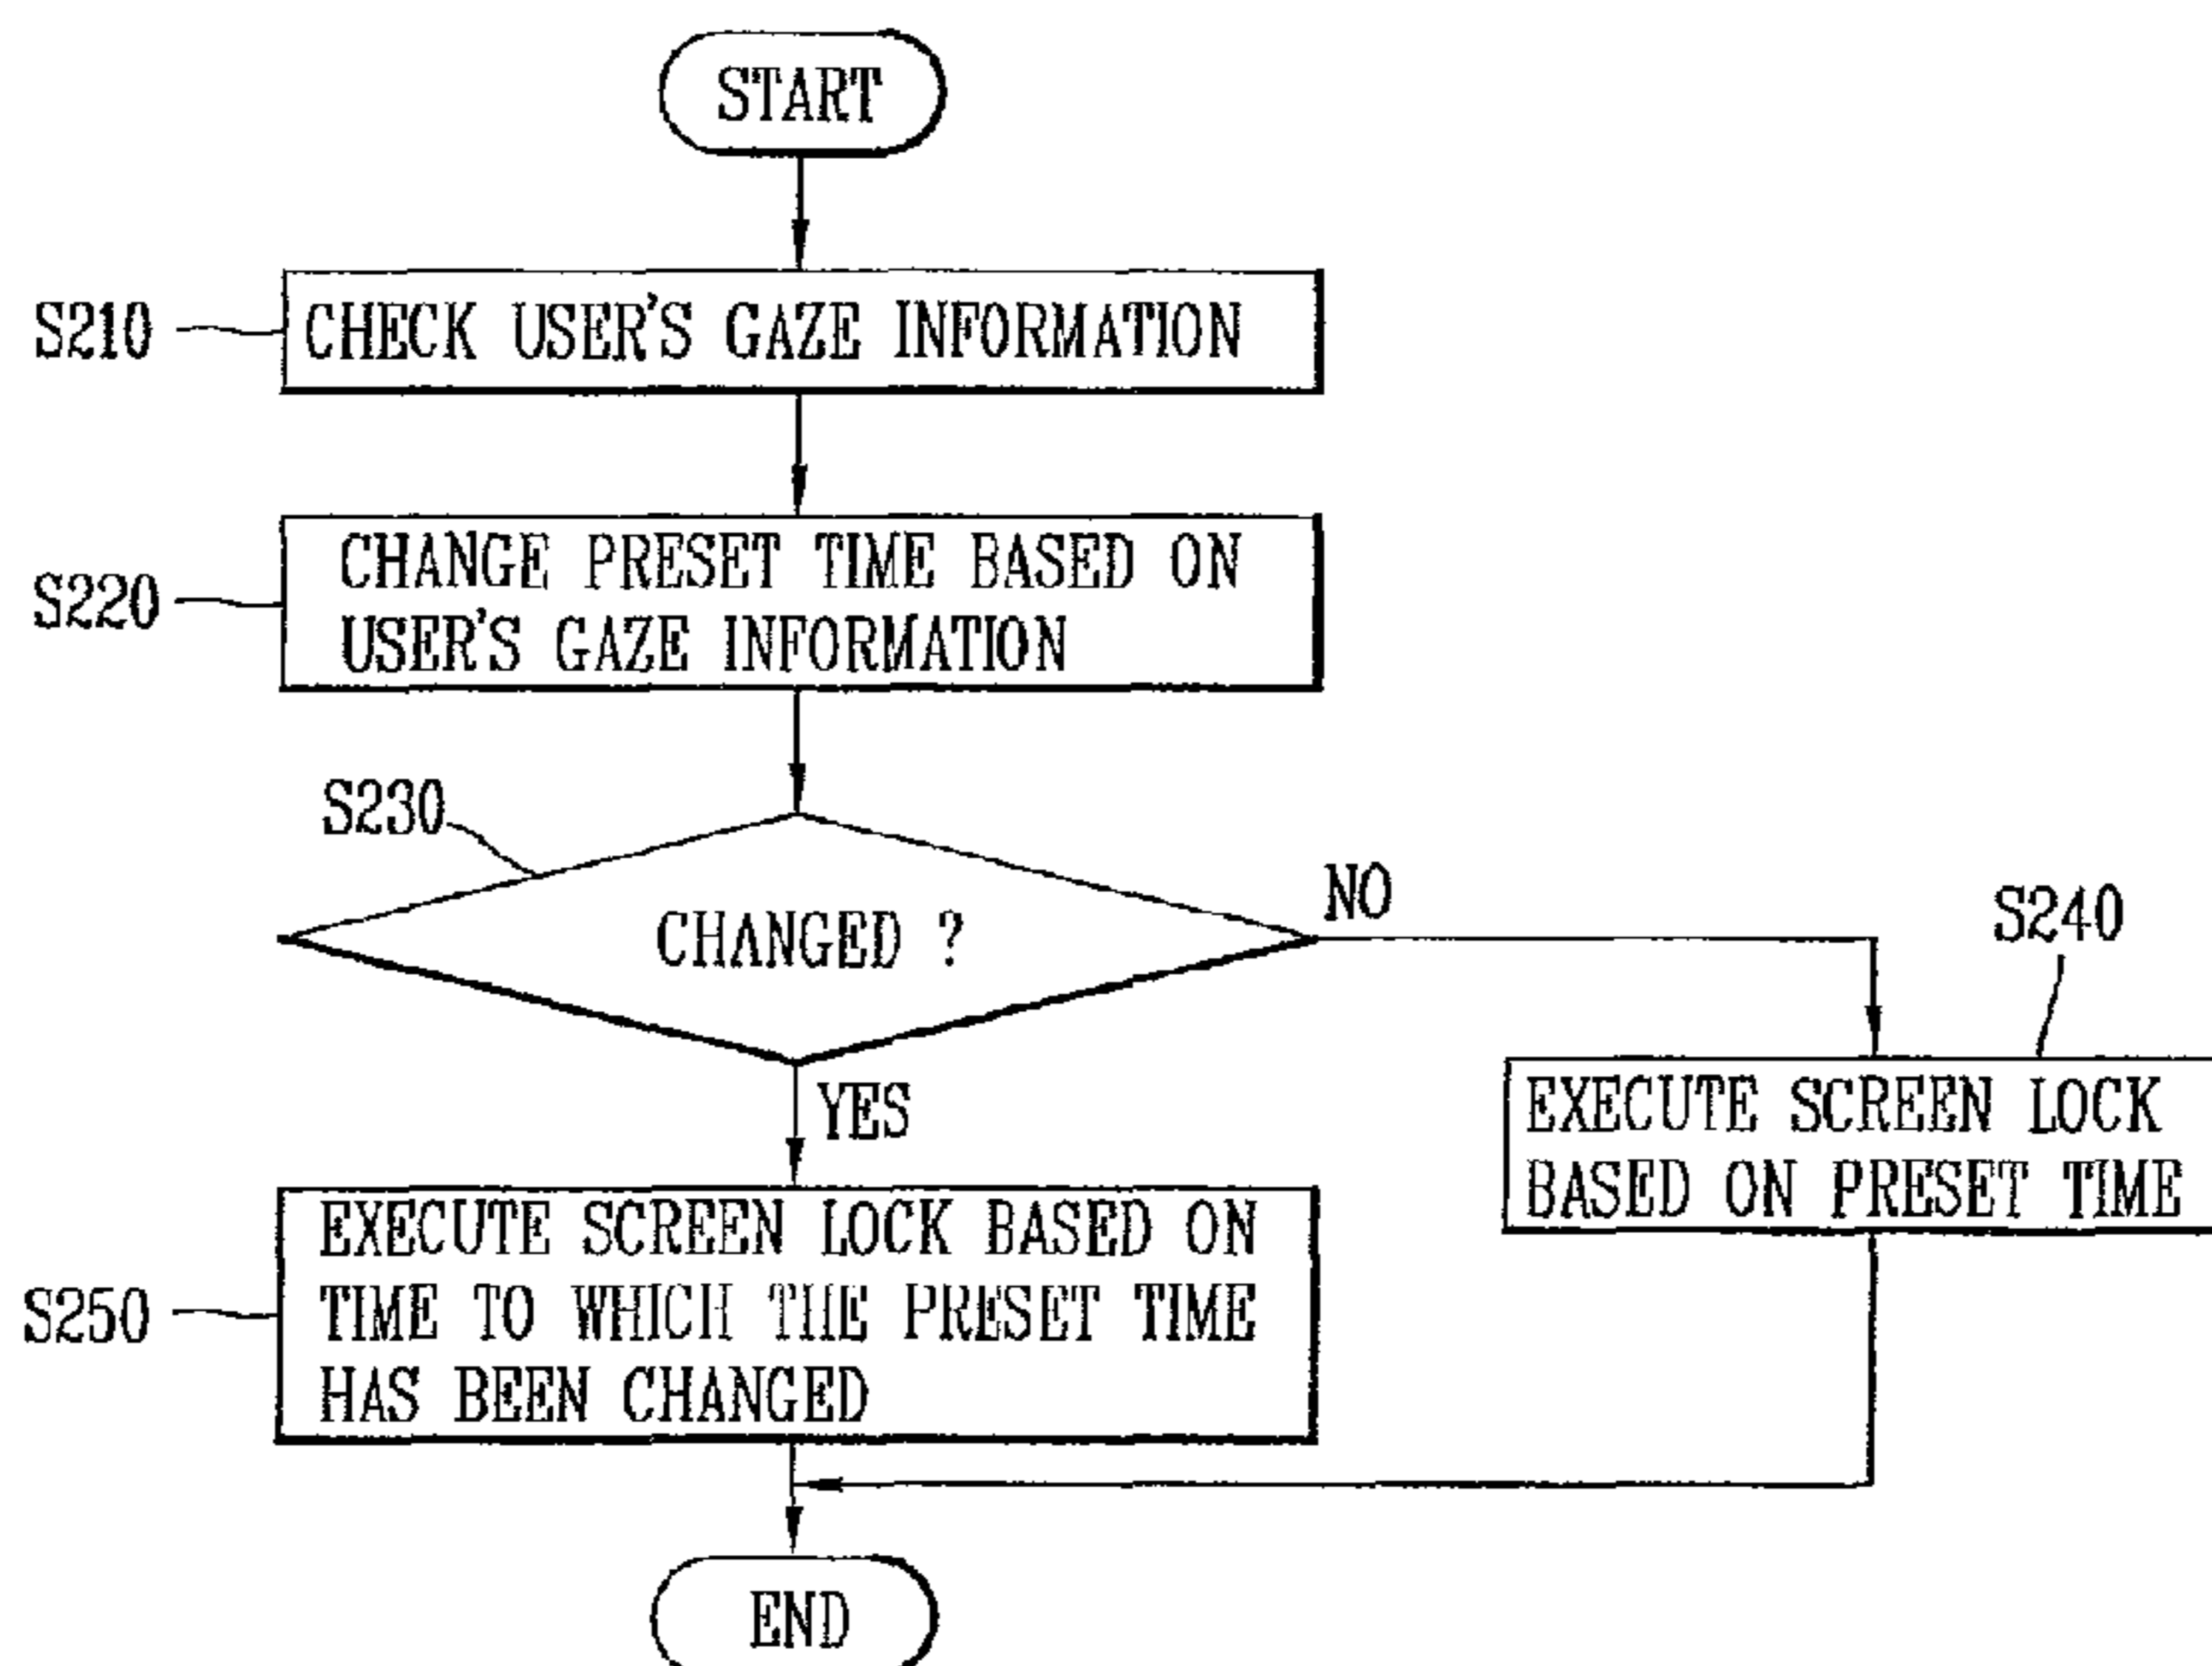 START
S210
CHECK USER'S GAZE INFORMATION
S220
CHANGE PRESET TIME BASED ON
USER'S GAZE INFORMATION
S230
CHANGED ?
NO
S240
YES
EXECUTE SCREEN LOCK
BASED ON PRESET TIME
S250
EXECUTE SCREEN LOCK BASED ON
TIME TO WHICH THE PRESET TIME
HAS BEEN CHANGED
END